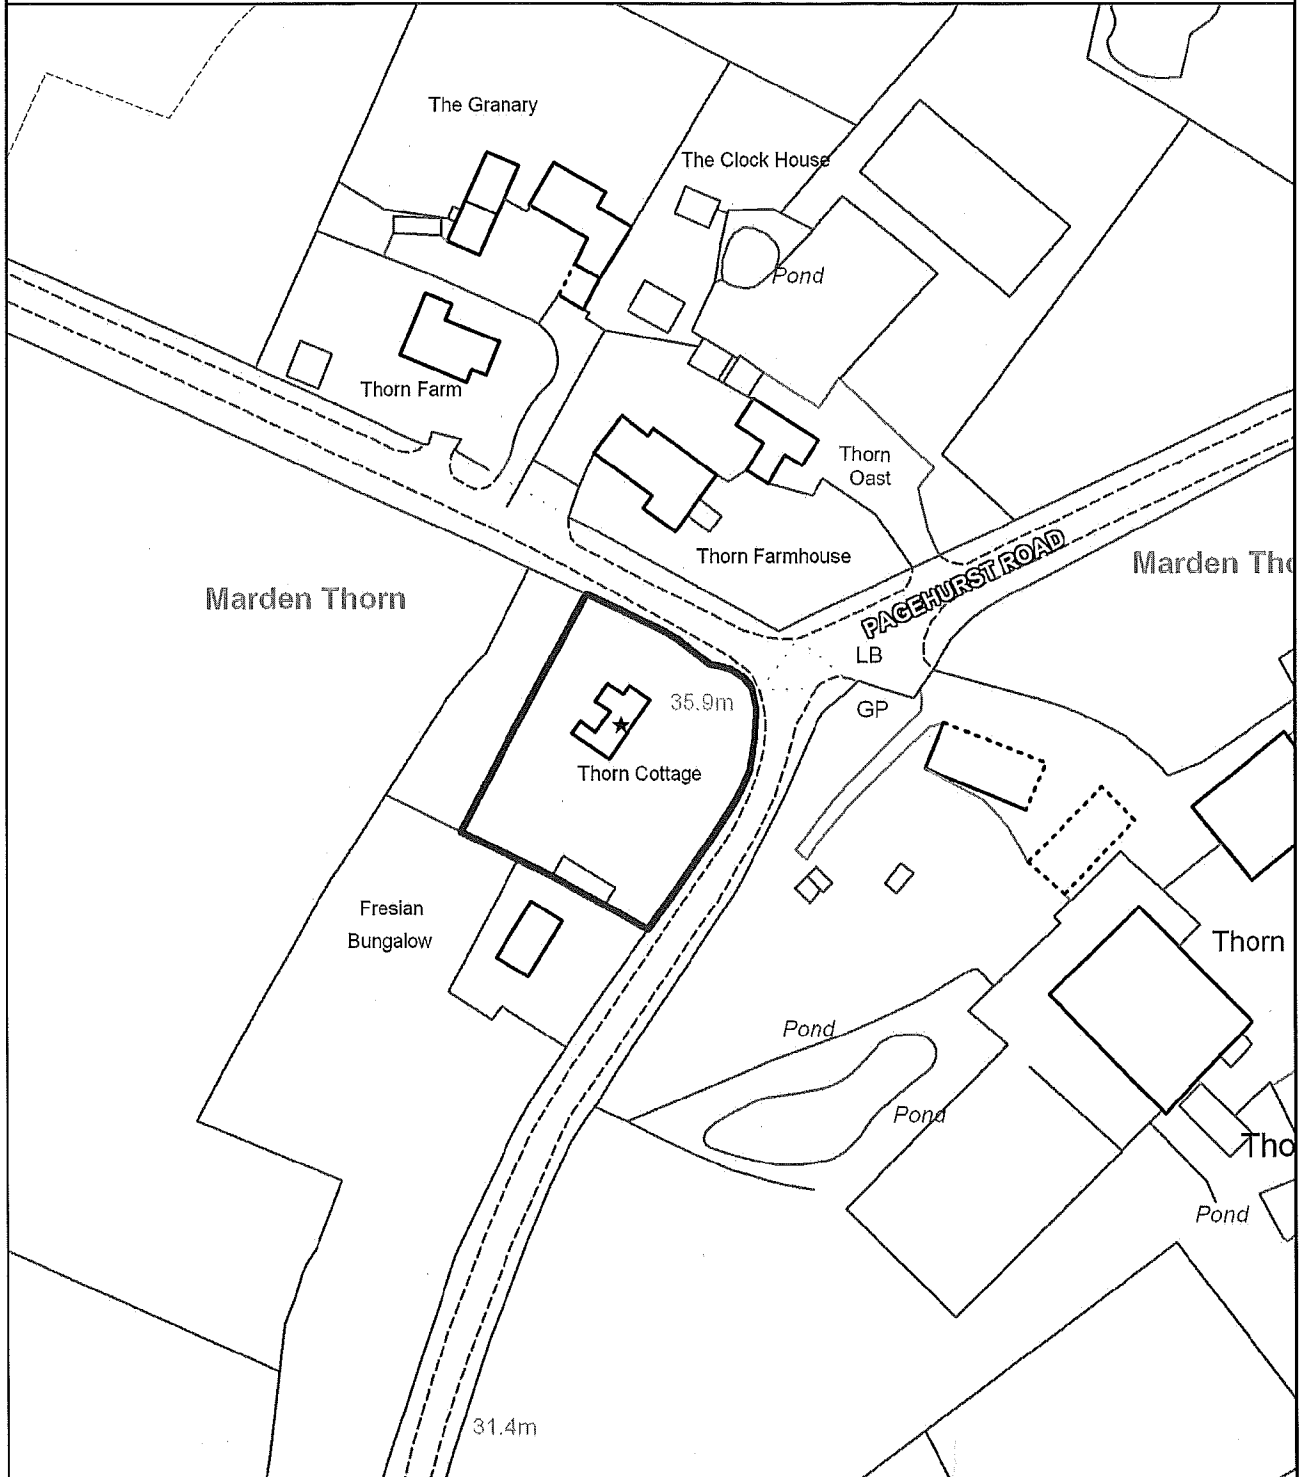 The Granary
The Clock House
Pond
Thorn Farm
Thorn
Oast
Thorn Farmhouse
PAGEHURST ROAD
Marden Tho
Marden Thorn
LB
35.9m
GP
Thorn Cottage
Fresian
Bungalow
Thorn
Pond
Pond
Tho
Pond
31.4m